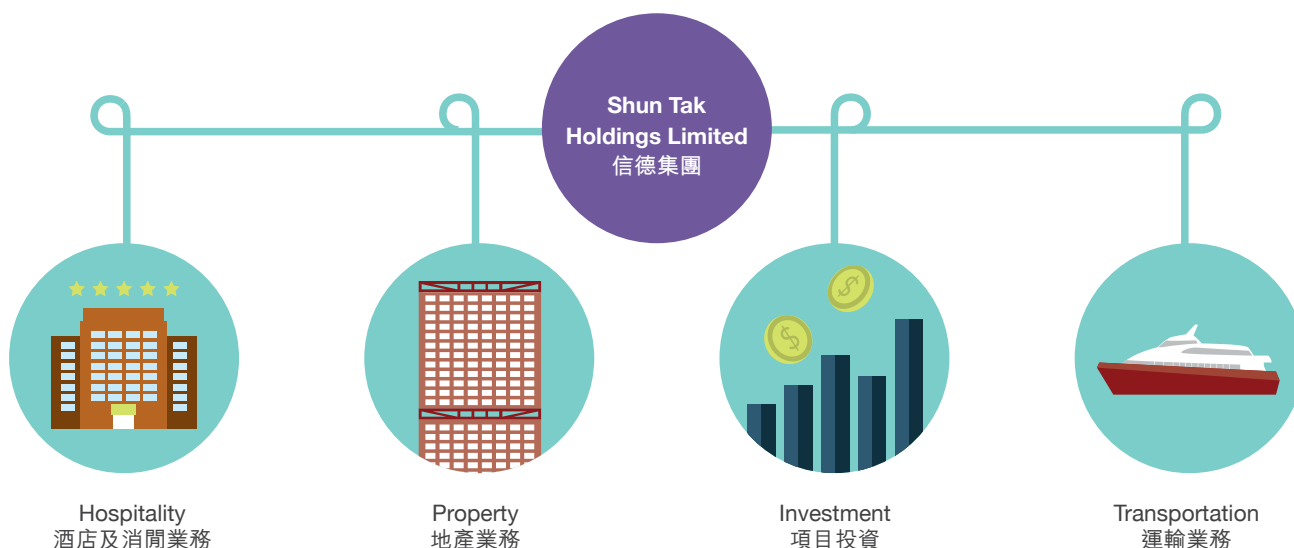 Shun Tak
Holdings Limited
信德集團
Hospitality
酒店及消閒業務
Property
地產業務
Investment
項目投資
Transportation
運輸業務